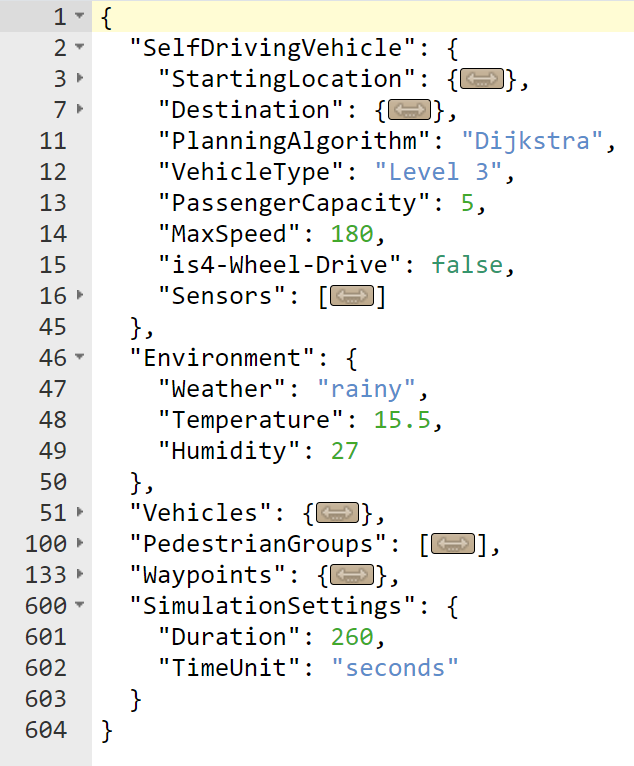 1 {
2 "SelfDrivingVehicle": {
3 "StartingLocation": {},
7 "Destination": {},
11 "PlanningAlgorithm": "Dijkstra",
12 "VehicleType": "Level 3",
13 "PassengerCapacity": 5,
14 "MaxSpeed": 180,
15 "is4-Wheel-Drive": false,
16 "Sensors": []
45 },
46 "Environment": {
47 "Weather": "rainy",
48 "Temperature": 15.5,
49 "Humidity": 27
50 },
51 "Vehicles": {},
100 "PedestrianGroups": [],
133 "Waypoints": {},
600 "SimulationSettings": {
601 "Duration": 260,
602 "TimeUnit": "seconds"
603 }
604 }